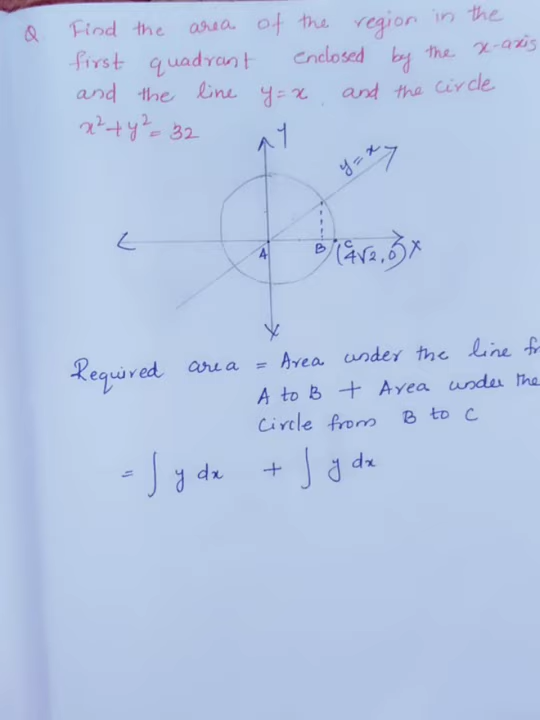 Q Find the area of the region in the
first quadrant enclosed by the x-axis
and the line y=x, and the circle
x²+y²=32
Y
y=x
A B C X
(4√2,0)
Required area = Area under the line
A to B + Area under the
Circle from B to C
= ∫ y dx + ∫ y dx